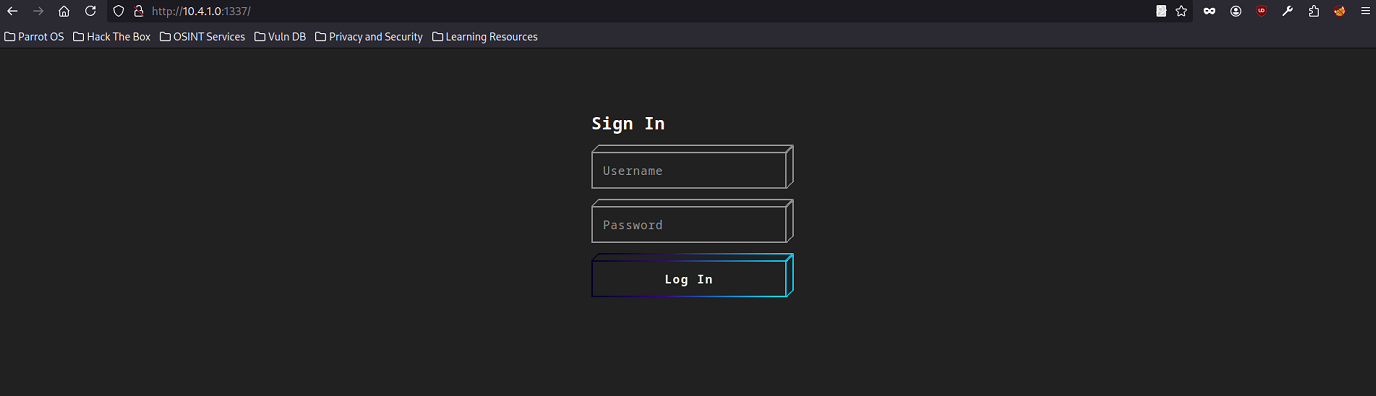 http://10.4.1.0:1337/
Parrot OS Hack The Box OSINT Services Vuln DB Privacy and Security Learning Resources
Sign In
Username
Password
Log In